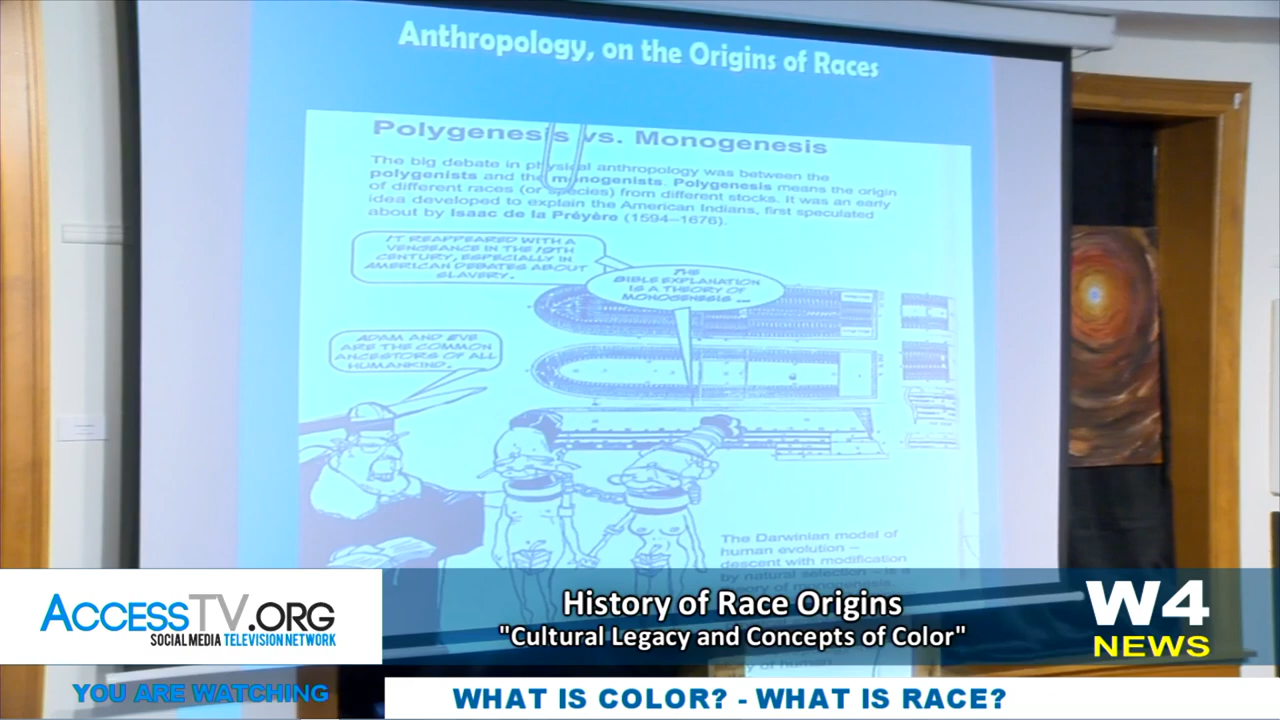 Anthropology, on the Origins of Races
Polygenesis vs. Monogenesis
The big debate in physical anthropology was between the
polygenists and the monogenists. Polygenesis means the origin
of different races (or species) from different stocks. It was an early
idea developed to explain the American Indians, first speculated
about by Isaac de la Préyère (1594–1676).
IT REAPPEARED WITH A
VENGEANCE IN THE 19TH
CENTURY, ESPECIALLY IN
AMERICAN DEBATES ABOUT
SLAVERY.
THE
BIBLE EXPLANATION
IS A THEORY OF
MONOGENESIS ...
ADAM AND EVE
ARE THE COMMON
ANCESTORS OF ALL
HUMANKIND.
The Darwinian model of
human evolution –
descent with modification
by natural selection – is a
theory of monogenesis.
ACCESSTV.ORG
SOCIAL MEDIA TELEVISION NETWORK
History of Race Origins
"Cultural Legacy and Concepts of Color"
W4
NEWS
of human
YOU ARE WATCHING
WHAT IS COLOR? - WHAT IS RACE?